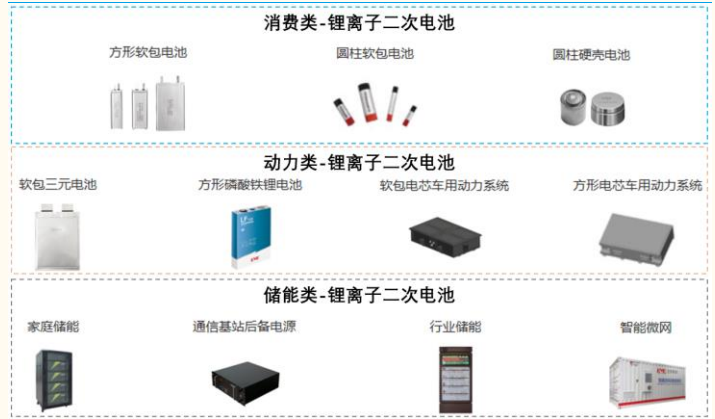 消费类-锂离子二次电池
方形软包电池
圆柱软包电池
圆柱硬壳电池
动力类-锂离子二次电池
软包三元电池
方形磷酸铁锂电池
软包电芯车用动力系统
方形电芯车用动力系统
储能类-锂离子二次电池
家庭储能
通信基站后备电源
行业储能
智能微网